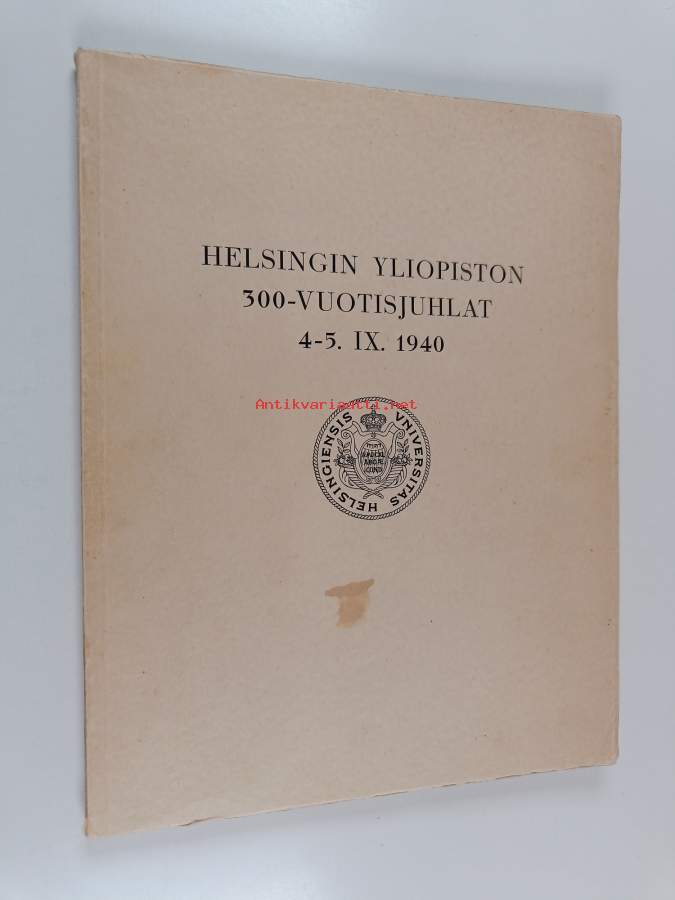 HELSINGIN YLIOPISTON
300-VUOTISJUHLAT
4-5. IX. 1940
Antikvariaatti.net
UNIVERSITAS HELSINGIENSIS